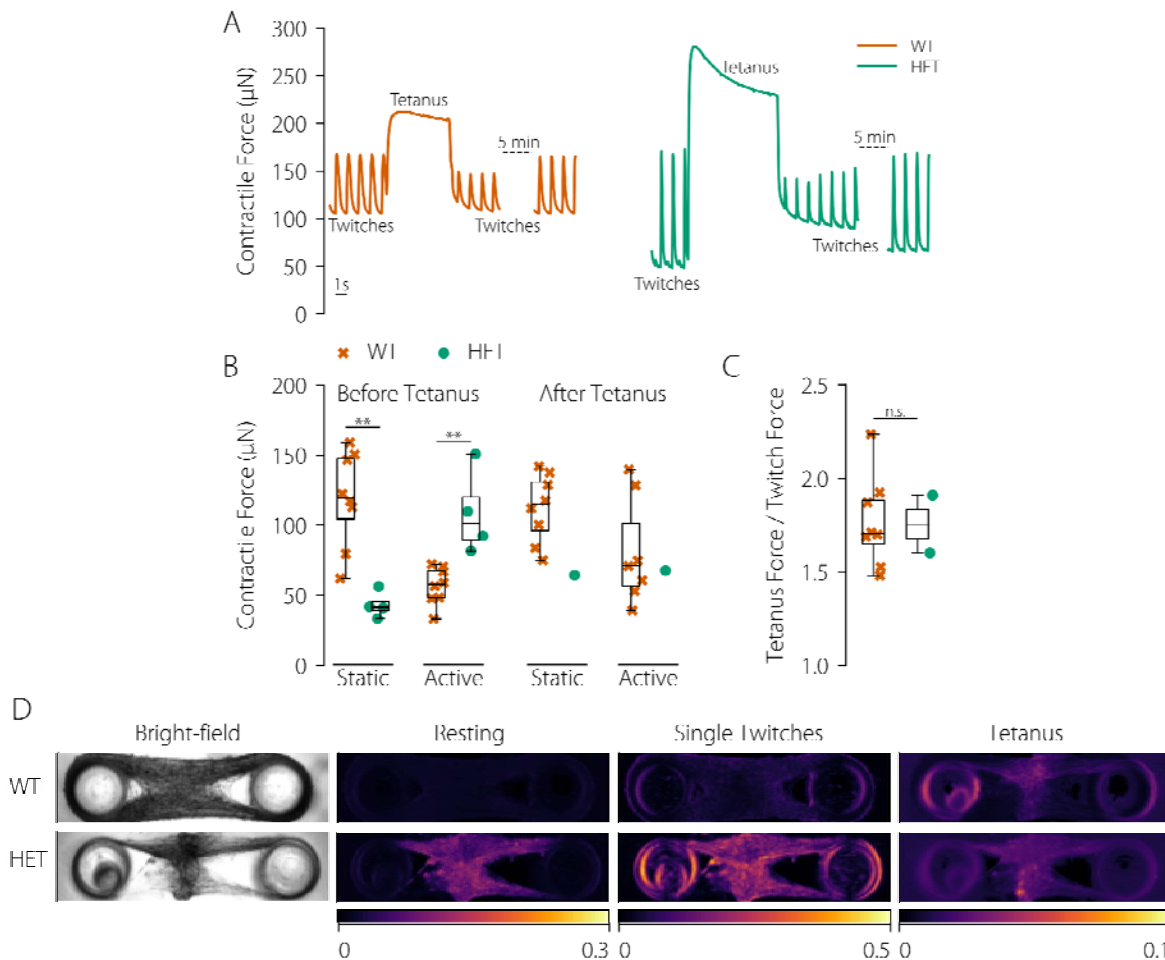 A
300
250
200
150
100
50
0
Contractile Force (µN)
Tetanus
Twitches
Twitches
5 min
1s
Tetanus
Twitches
Twitches
5 min
WT
HET
B
WT
HET
200
150
100
50
0
Contractile Force (µN)
Before Tetanus
After Tetanus
**
**
Static
Active
Static
Active
C
2.5
2.0
1.5
1.0
Tetanus Force / Twitch Force
n.s.
D
Bright-field
Resting
Single Twitches
Tetanus
WT
HET
0
0.3
0
0.5
0
0.1